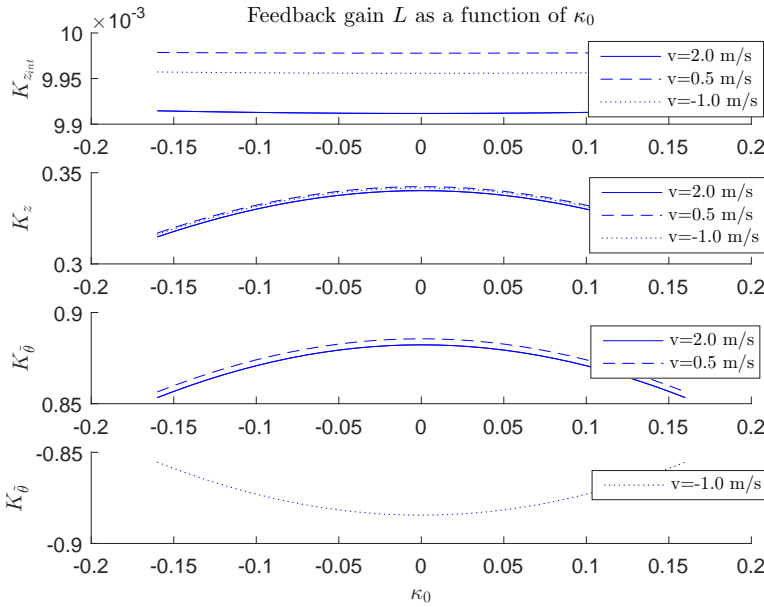 Feedback gain L as a function of κ₀
10 × 10⁻³
9.95
9.9
K_{z_{int}}
-0.2 -0.15 -0.1 -0.05 0 0.05 0.1 0.15 0.2
v=2.0 m/s
v=0.5 m/s
v=-1.0 m/s
0.35
0.3
K_z
-0.2 -0.15 -0.1 -0.05 0 0.05 0.1 0.15 0.2
v=2.0 m/s
v=0.5 m/s
v=-1.0 m/s
0.9
0.85
K_{θ̃}
-0.2 -0.15 -0.1 -0.05 0 0.05 0.1 0.15 0.2
v=2.0 m/s
v=0.5 m/s
-0.85
-0.9
K_{θ̃}
-0.2 -0.15 -0.1 -0.05 0 0.05 0.1 0.15 0.2
v=-1.0 m/s
κ₀